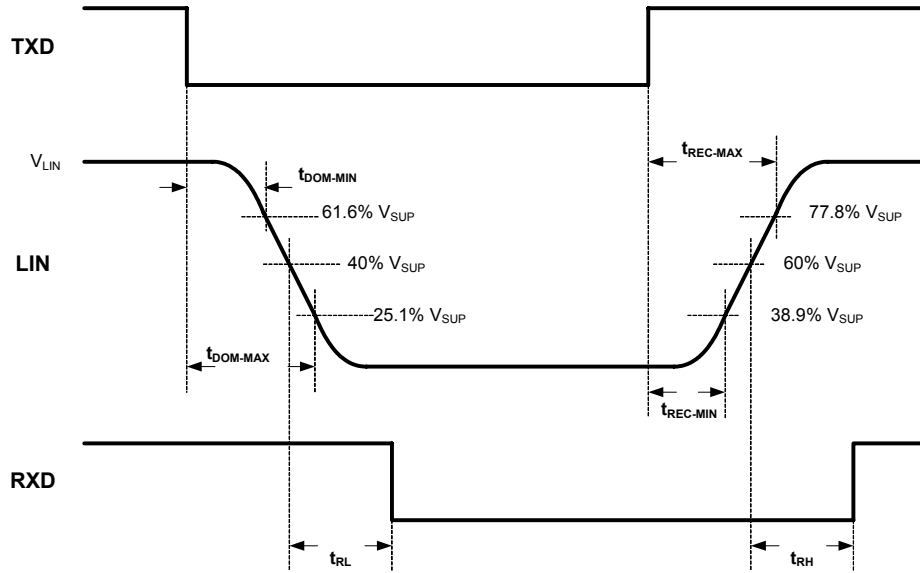 TXD
V_LIN
t_REC-MAX
t_DOM-MIN
61.6% V_SUP
77.8% V_SUP
LIN
40% V_SUP
60% V_SUP
25.1% V_SUP
38.9% V_SUP
t_DOM-MAX
t_REC-MIN
RXD
t_RL
t_RH